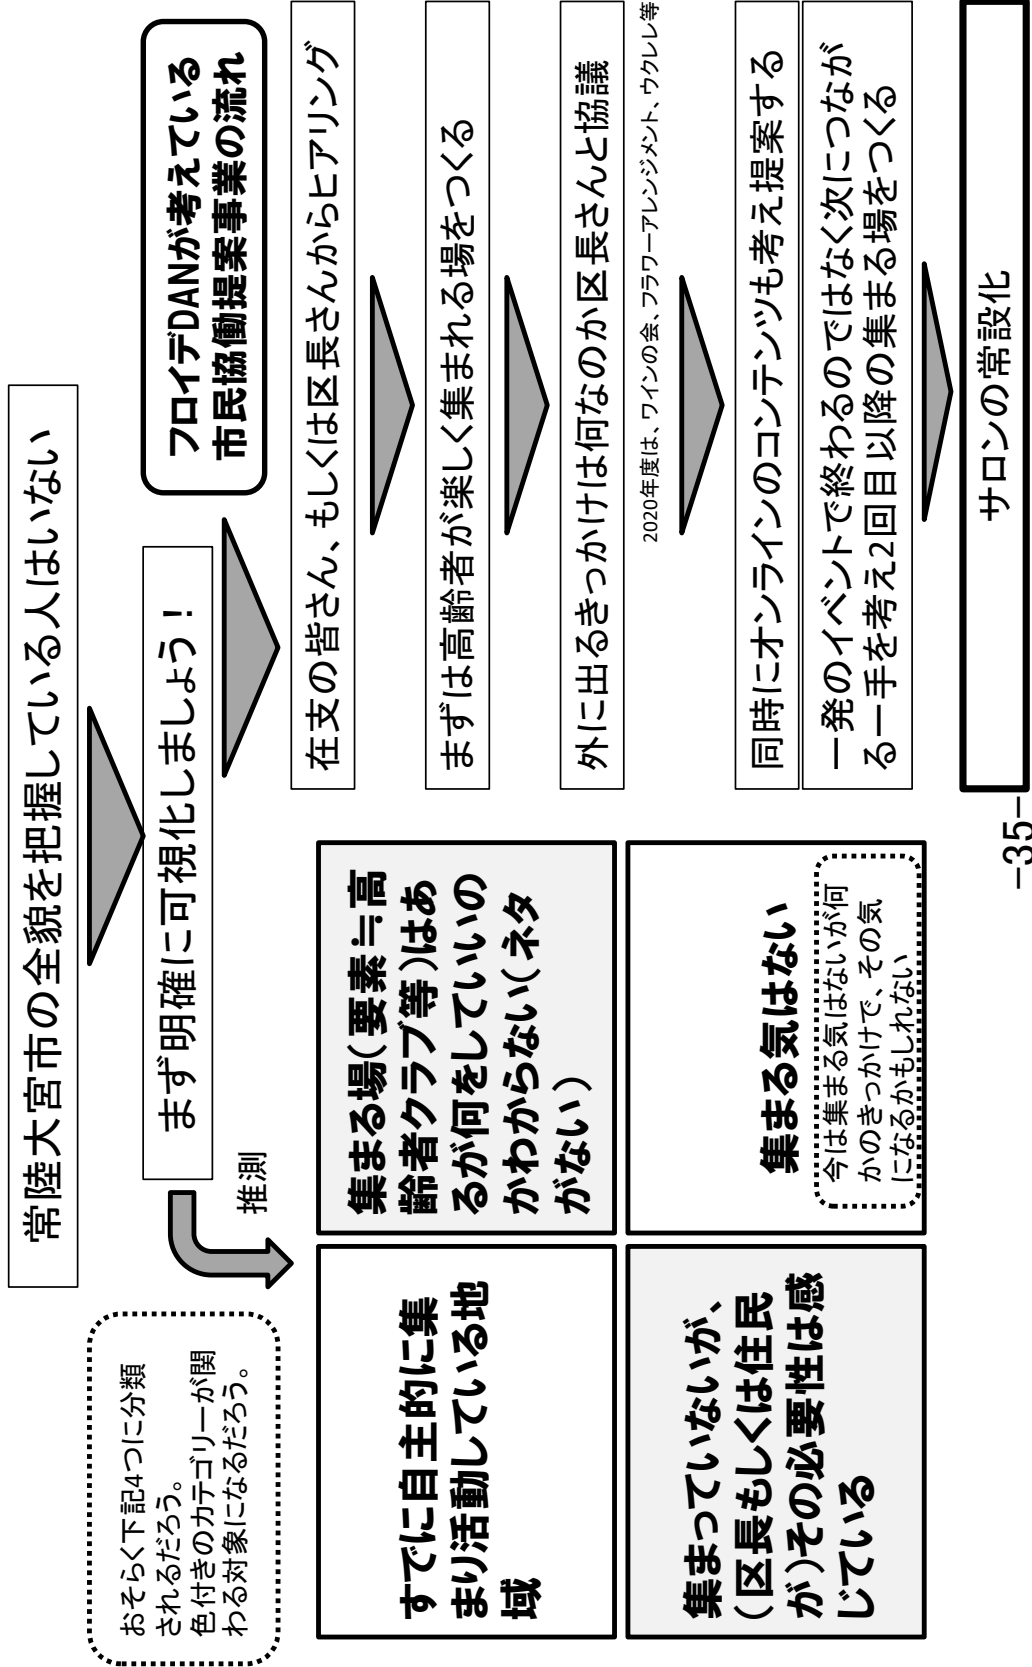 常陸大宮市の全貌を把握している人はいない
まず明確に可視化しましょう！
フロイデDANが考えている
市民協働提案事業の流れ
おそらく下記4つに分類
されるだろう。
色付きのカテゴリーが関
わる対象になるだろう。
推測
すでに自主的に集
まり活動している地
域
集まる場（要素≒高
齢者クラブ等）はあ
るが何をしていいの
かわからない（ネタ
がない）
集まっていないが、
（区長もしくは住民
が）その必要性は感
じている
集まる気はない
今は集まる気はないが何
かのきっかけで、その気
になるかもしれない
在支の皆さん、もしくは区長さんからヒアリング
まずは高齢者が楽しく集まれる場をつくる
外に出るきっかけは何なのか区長さんと協議
2020年度は、ワインの会、フラワーアレンジメント、ウクレレ等
同時にオンラインのコンテンツも考え提案する
一発のイベントで終わるのではなく次につなが
る一手を考え2回目以降の集まる場をつくる
サロンの常設化
−35−